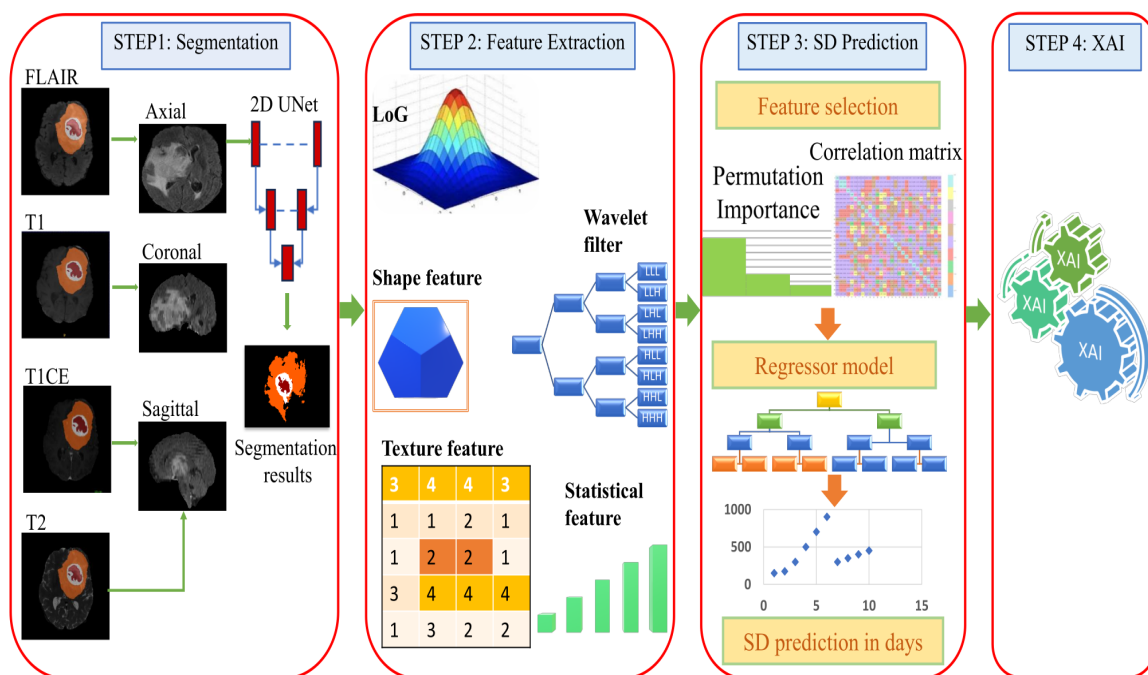 STEP1: Segmentation
FLAIR
Axial
2D UNet
T1
Coronal
T1CE
Sagittal
T2
Segmentation
results
STEP 2: Feature Extraction
LoG
Wavelet
filter
LLL
LLH
LHL
LHH
HLL
HLH
HHL
HHH
Shape feature
Texture feature
3 4 4 3
1 1 2 1
1 2 2 1
3 4 4 4
1 3 2 2
Statistical
feature
STEP 3: SD Prediction
Feature selection
Correlation matrix
Permutation
Importance
Regressor model
1000
500
0
0 5 10 15
SD prediction in days
STEP 4: XAI
XAI
XAI
XAI